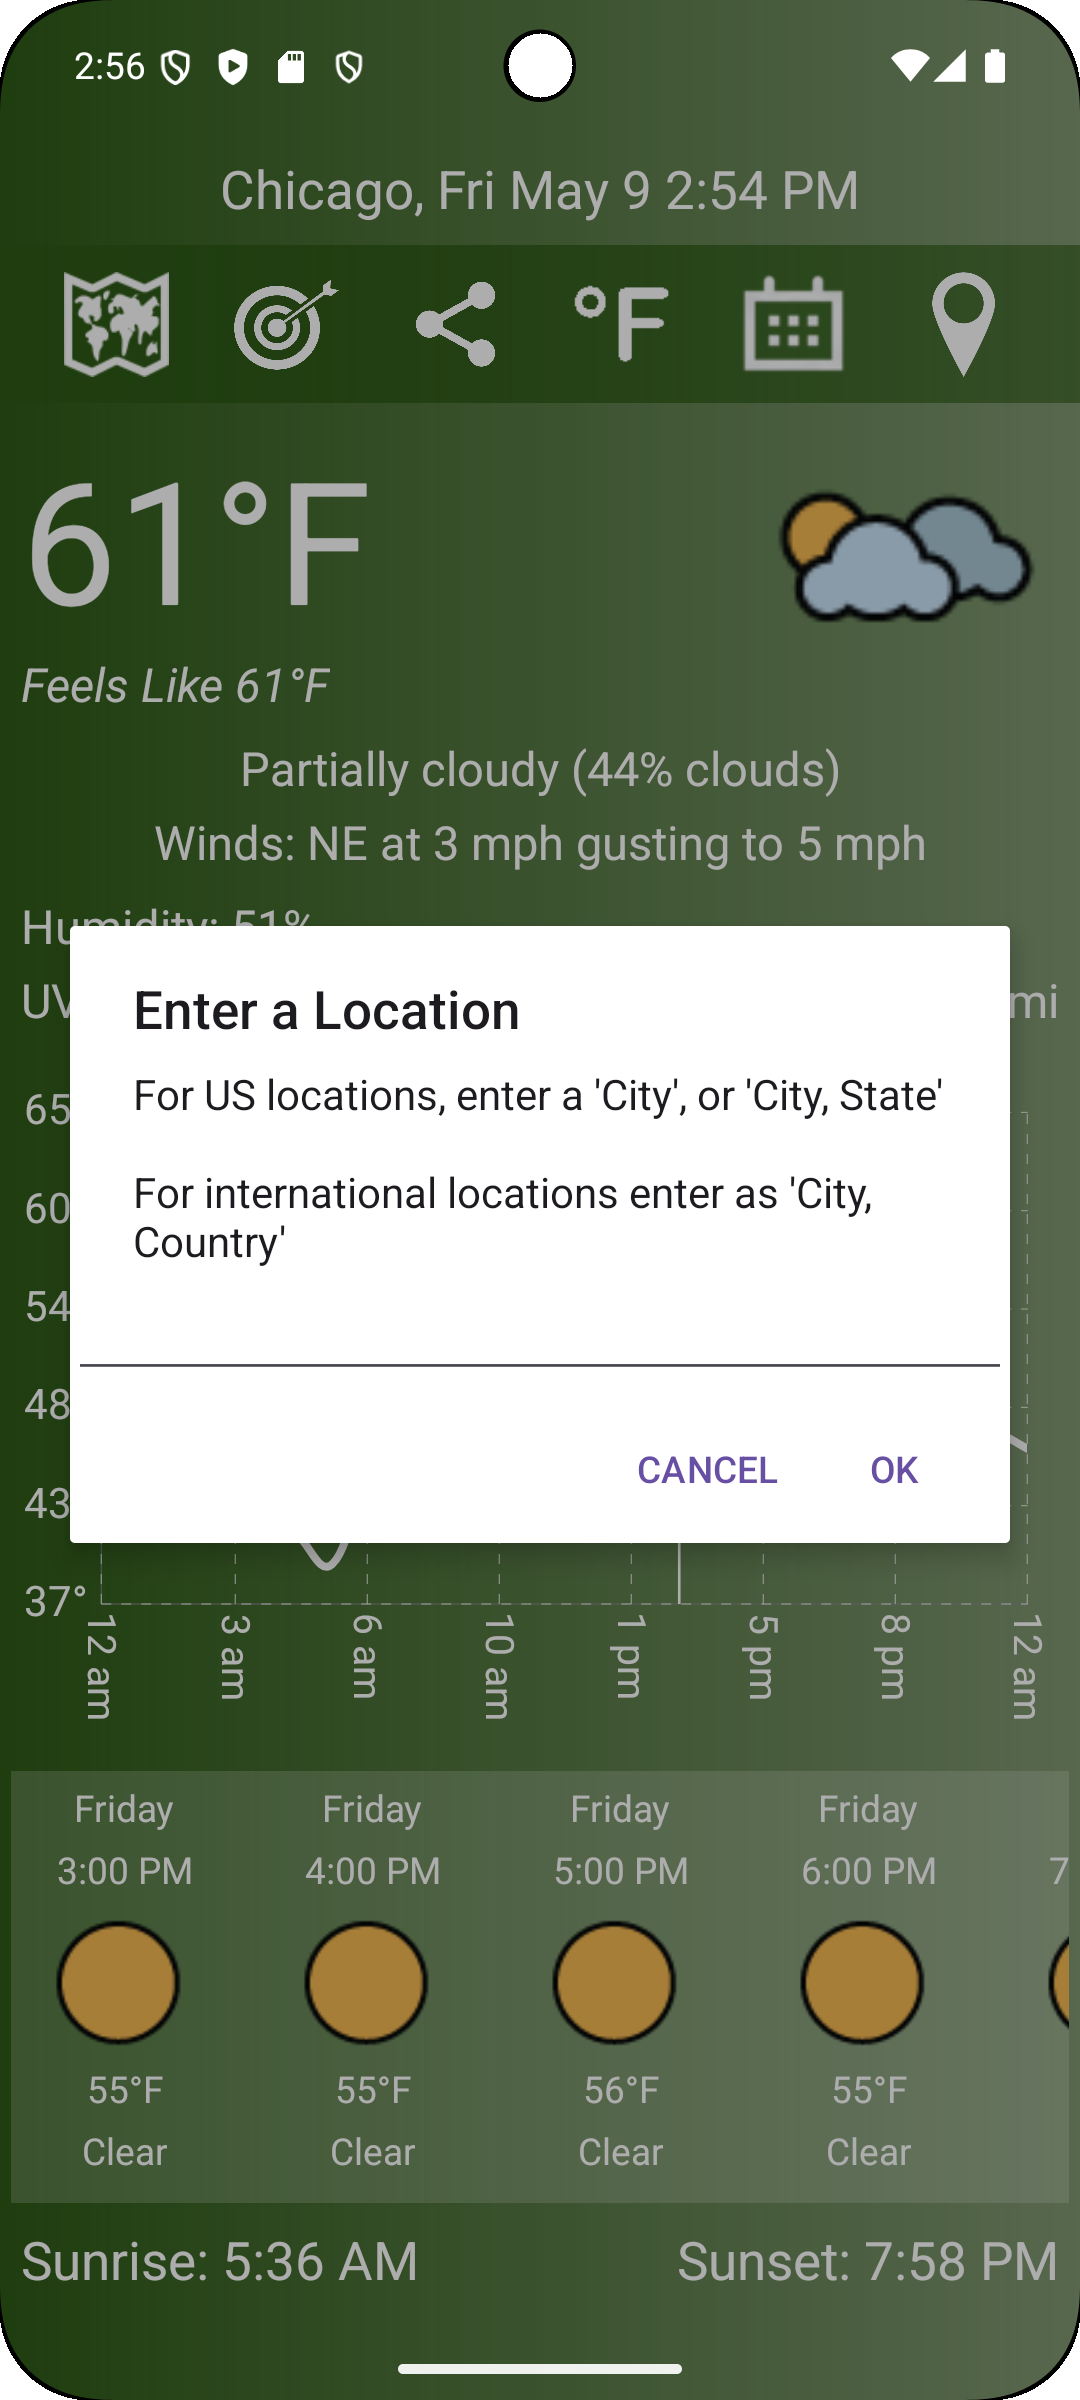 2:56
Chicago, Fri May 9 2:54 PM
°F
61°F
Feels Like 61°F
Partially cloudy (44% clouds)
Winds: NE at 3 mph gusting to 5 mph
Humidity: 51%
UV
mi
Enter a Location
For US locations, enter a 'City', or 'City, State'
For international locations enter as 'City,
Country'
CANCEL OK
65
60
54
48
43
37°
12 am 3 am 6 am 10 am 1 pm 5 pm 8 pm 12 am
Friday Friday Friday Friday
3:00 PM 4:00 PM 5:00 PM 6:00 PM 7
55°F 55°F 56°F 55°F
Clear Clear Clear Clear
Sunrise: 5:36 AM Sunset: 7:58 PM